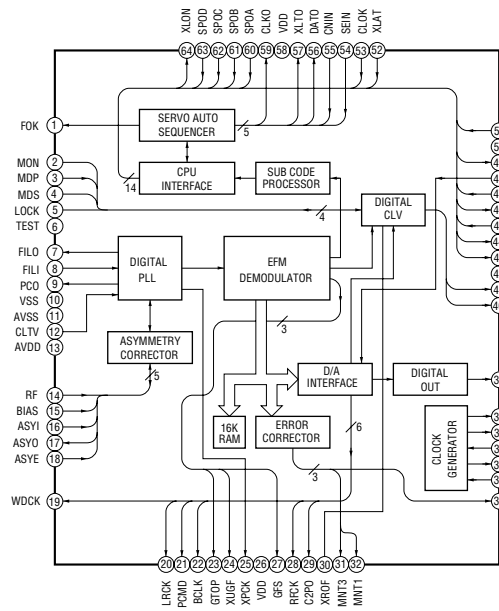 XLON
SPOD
SPOC
SPOB
SPOA
CLKO
VDD
XLTO
DATO
CNIN
SEIN
CLOK
XLAT
64
63
62
61
60
59
58
57
56
55
54
53
52
FOK 1
MON 2
MDP 3
MDS 4
LOCK 5
TEST 6
FILO 7
FILI 8
PCO 9
VSS 10
AVSS 11
CLTV 12
AVDD 13
RF 14
BIAS 15
ASYI 16
ASYO 17
ASYE 18
WDCK 19
SERVO AUTO
SEQUENCER
5
CPU
INTERFACE
14
SUB CODE
PROCESSOR
4
DIGITAL
CLV
DIGITAL
PLL
EFM
DEMODULATOR
3
ASYMMETRY
CORRECTOR
5
D/A
INTERFACE
6
DIGITAL
OUT
16K
RAM
ERROR
CORRECTOR
3
CLOCK
GENERATOR
20
21
22
23
24
25
26
27
28
29
30
31
32
LRCK
PCMD
BCLK
GTOP
XUGF
XPCK
VDD
GFS
RFCK
C2PO
XROF
MNT3
MNT1